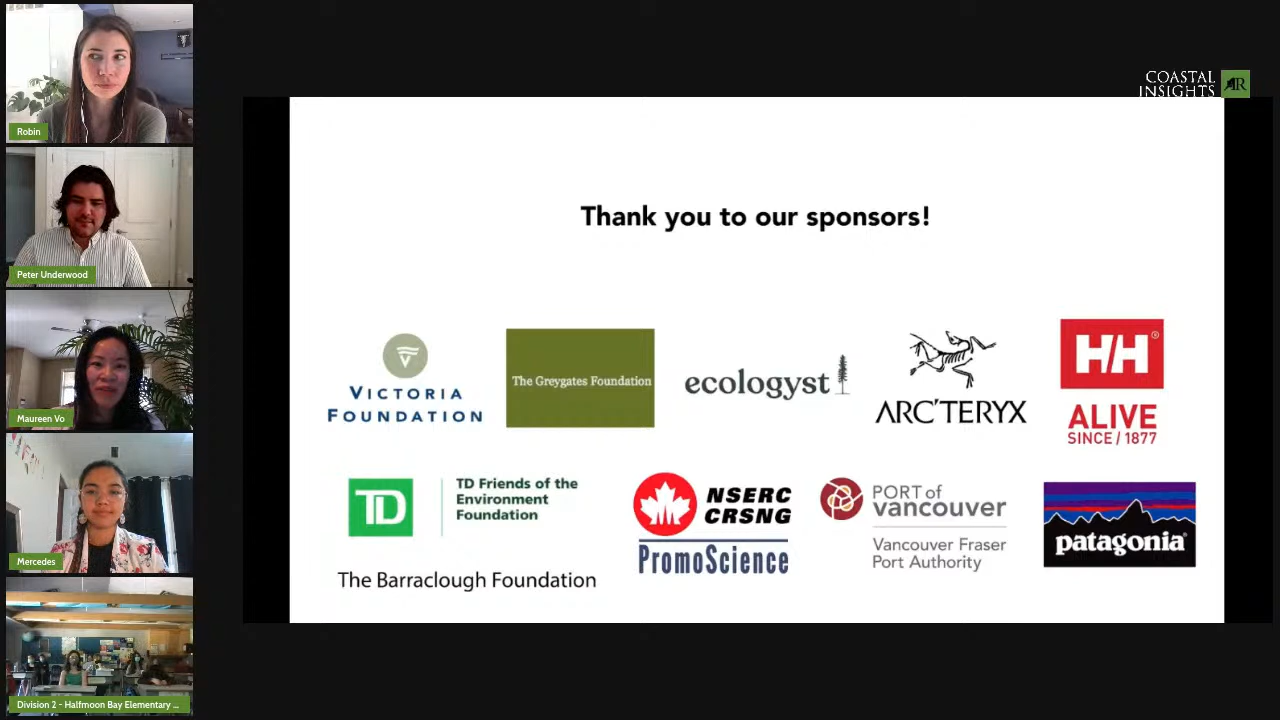 Robin
Peter Underwood
Maureen Vo
Mercedes
Division 2 - Halfmoon Bay Elementary ...
COASTAL
INSIGHTS
Thank you to our sponsors!
VICTORIA
FOUNDATION
The Greygates Foundation
ecologyst
ARC'TERYX
HH®
ALIVE
SINCE / 1877
TD
TD Friends of the
Environment
Foundation
NSERC
CRSNG
PromoScience
PORT of
vancouver
Vancouver Fraser
Port Authority
patagonia®
The Barraclough Foundation